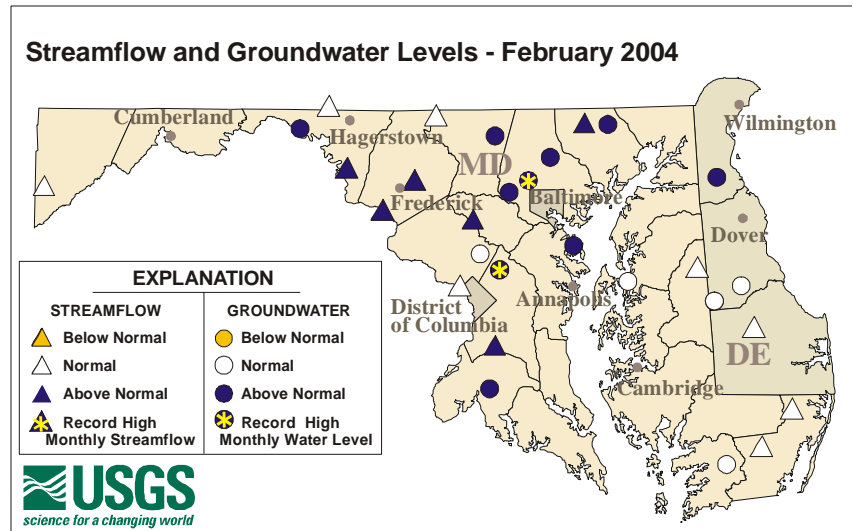 Streamflow and Groundwater Levels - February 2004
Cumberland
Hagerstown
Wilmington
MD
Frederick
Baltimore
Dover
Annapolis
District
of Columbia
DE
Cambridge
EXPLANATION
STREAMFLOW
Below Normal
Normal
Above Normal
Record High
Monthly Streamflow
GROUNDWATER
Below Normal
Normal
Above Normal
Record High
Monthly Water Level
USGS
science for a changing world